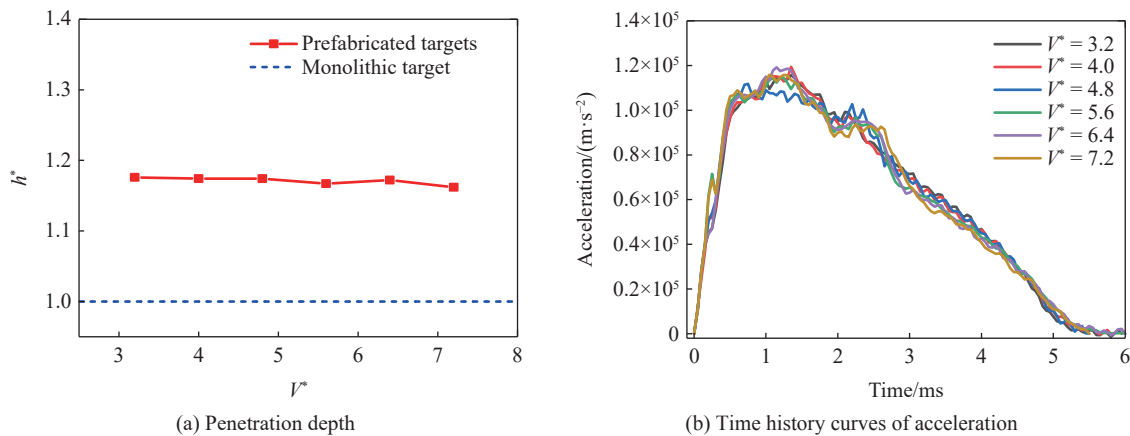 1.4
1.3
1.2
1.1
1.0
h*
3 4 5 6 7 8
V*
Prefabricated targets
Monolithic target
(a) Penetration depth
1.4×10⁵
1.2×10⁵
1.0×10⁵
0.8×10⁵
0.6×10⁵
0.4×10⁵
0.2×10⁵
0
Acceleration/(m·s⁻²)
0 1 2 3 4 5 6
Time/ms
V* = 3.2
V* = 4.0
V* = 4.8
V* = 5.6
V* = 6.4
V* = 7.2
(b) Time history curves of acceleration